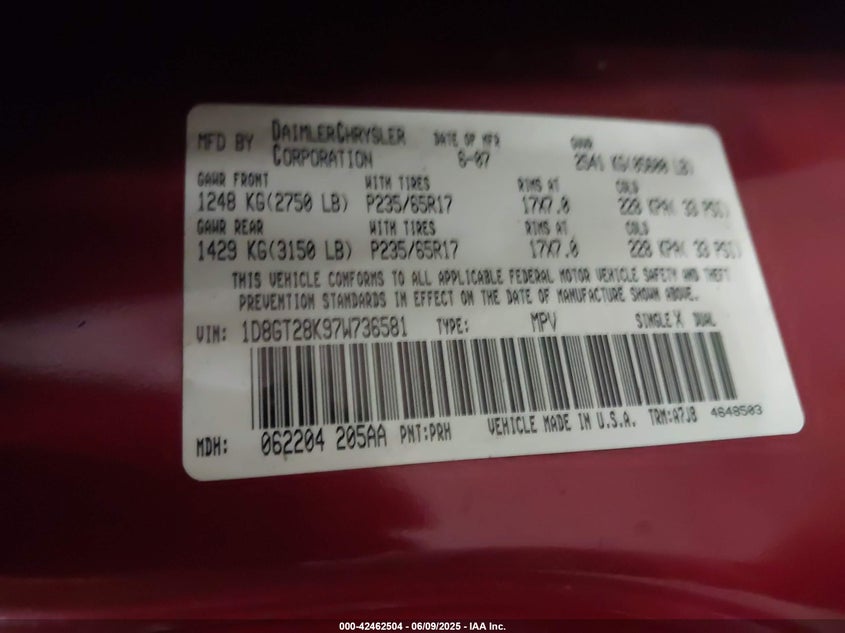 MFD BY DAIMLERCHRYSLER CORPORATION DATE OF MFR 6-07 GVWR 2541 KG(05600 LB)
GAWR FRONT WITH TIRES RIMS AT COLD
1248 KG(2750 LB) P235/65R17 17X7.0 228 KPA( 33 PSI)
GAWR REAR WITH TIRES RIMS AT COLD
1429 KG(3150 LB) P235/65R17 17X7.0 228 KPA( 33 PSI)
THIS VEHICLE CONFORMS TO ALL APPLICABLE FEDERAL MOTOR VEHICLE SAFETY AND THEFT
PREVENTION STANDARDS IN EFFECT ON THE DATE OF MANUFACTURE SHOWN ABOVE.
VIN: 1D8GT28K97W736581 TYPE: MPV SINGLE X DUAL
MDH: 062204 205AA PNT:PRH VEHICLE MADE IN U.S.A. TRM:A7J8 4648503
000-42462504 | 06/09/2025 - IAA Inc.